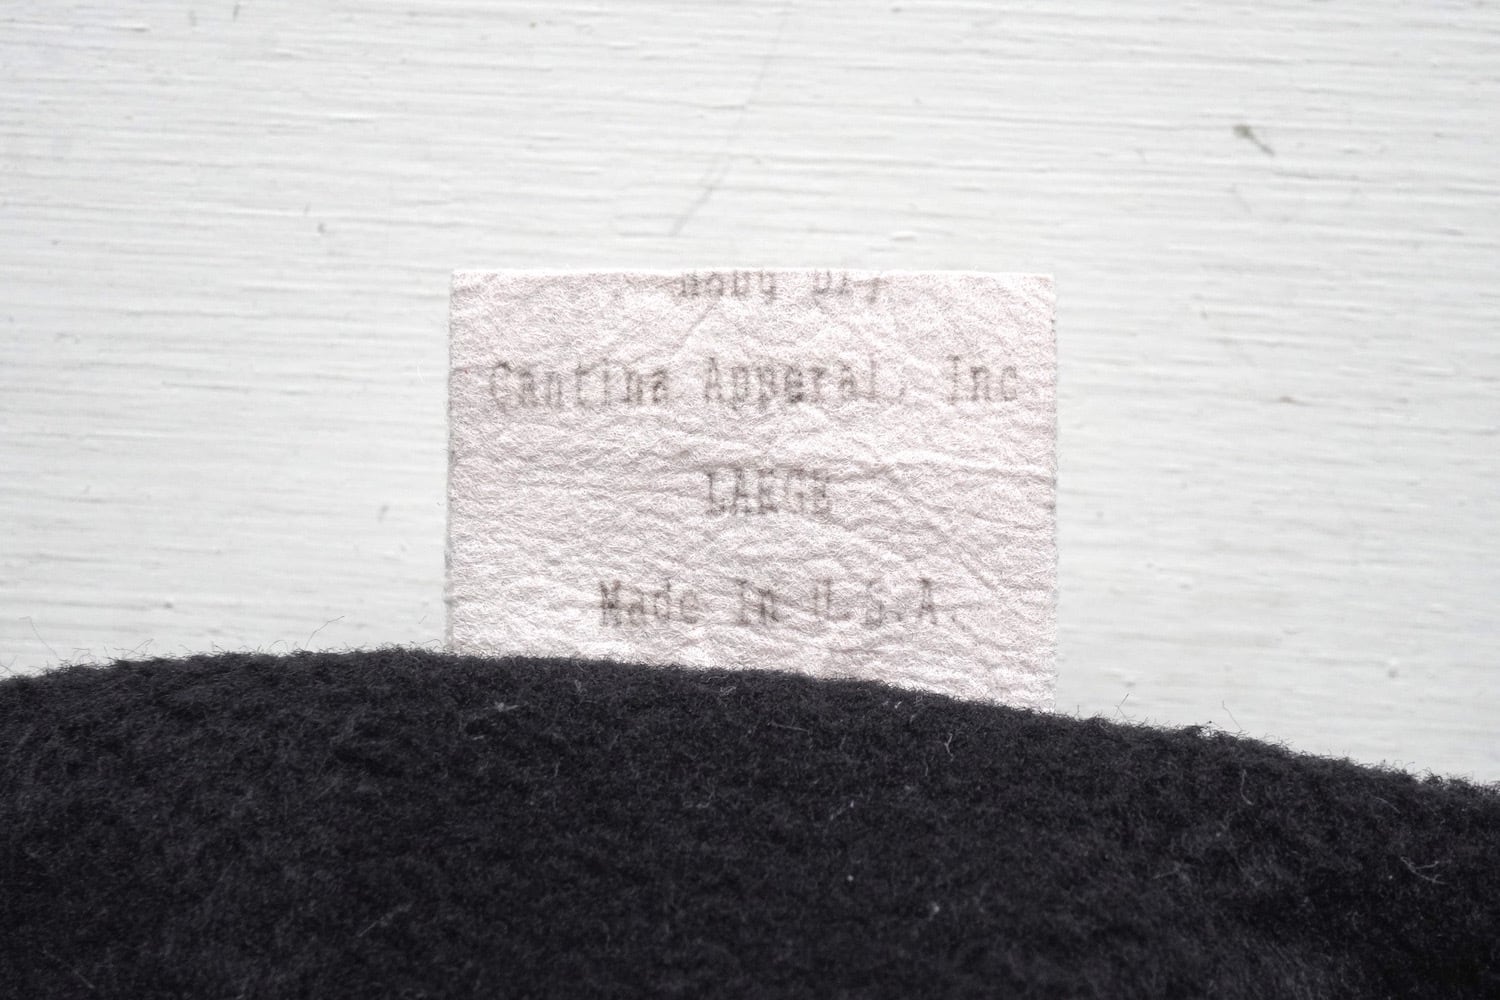 Cantina Apperal, Inc
LARGE
Made In U.S.A.